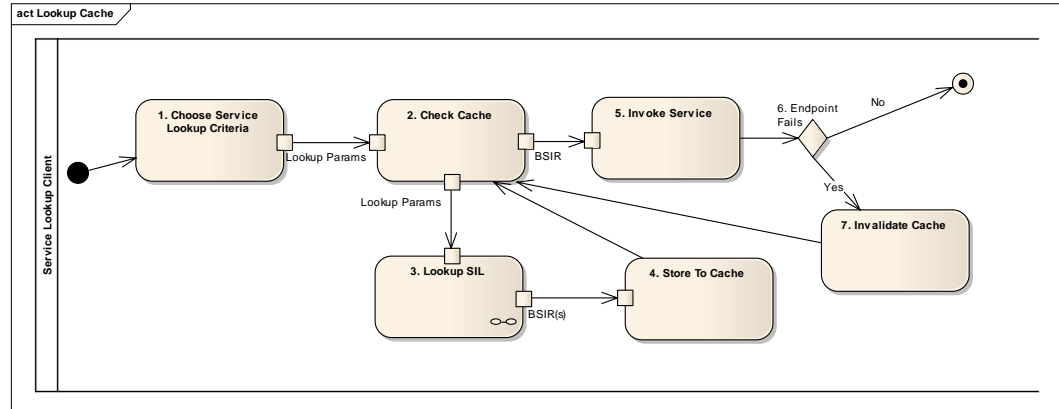 act Lookup Cache
Service Lookup Client
1. Choose Service
Lookup Criteria
Lookup Params
2. Check Cache
BSIR
5. Invoke Service
6. Endpoint
Fails
No
Yes
Lookup Params
7. Invalidate Cache
3. Lookup SIL
BSIR(s)
4. Store To Cache